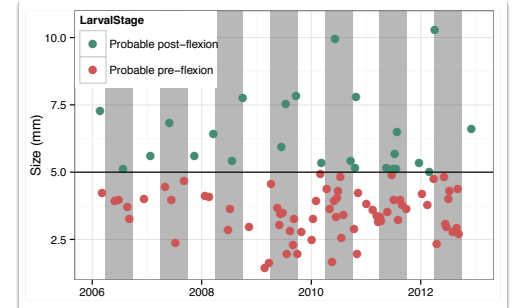 LarvalStage
Probable post-flexion
Probable pre-flexion
Size (mm)
10.0
7.5
5.0
2.5
2006 2008 2010 2012